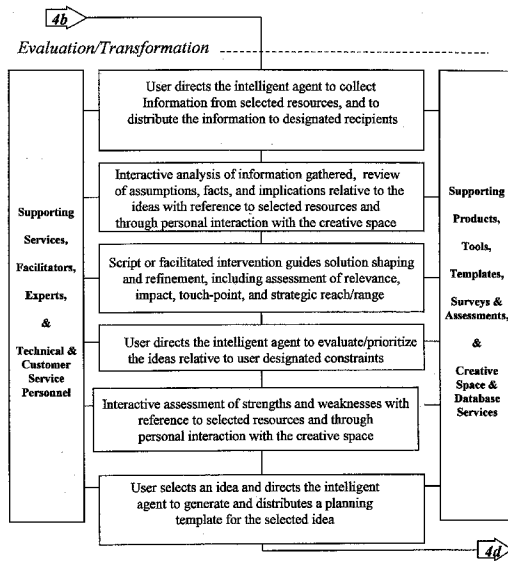 4b
Evaluation/Transformation
User directs the intelligent agent to collect
Information from selected resources, and to
distribute the information to designated recipients
Interactive analysis of information gathered, review
of assumptions, facts, and implications relative to the
ideas with reference to selected resources and
through personal interaction with the creative space
Script or facilitated intervention guides solution shaping
and refinement, including assessment of relevance,
impact, touch-point, and strategic reach/range
User directs the intelligent agent to evaluate/prioritize
the ideas relative to user designated constraints
Interactive assessment of strengths and weaknesses with
reference to selected resources and through
personal interaction with the creative space
User selects an idea and directs the intelligent
agent to generate and distributes a planning
template for the selected idea
Supporting
Services,
Facilitators,
Experts,
&
Technical &
Customer
Service
Personnel
Supporting
Products,
Tools,
Templates,
Surveys &
Assessments,
&
Creative
Space &
Database
Services
4d